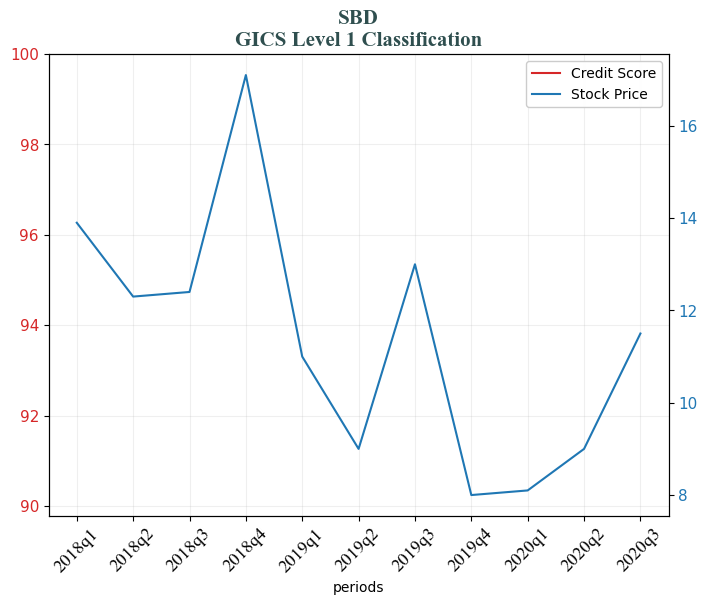 SBD
GICS Level 1 Classification
Credit Score
Stock Price
100
98
96
94
92
90
16
14
12
10
8
2018q1
2018q2
2018q3
2018q4
2019q1
2019q2
2019q3
2019q4
2020q1
2020q2
2020q3
periods